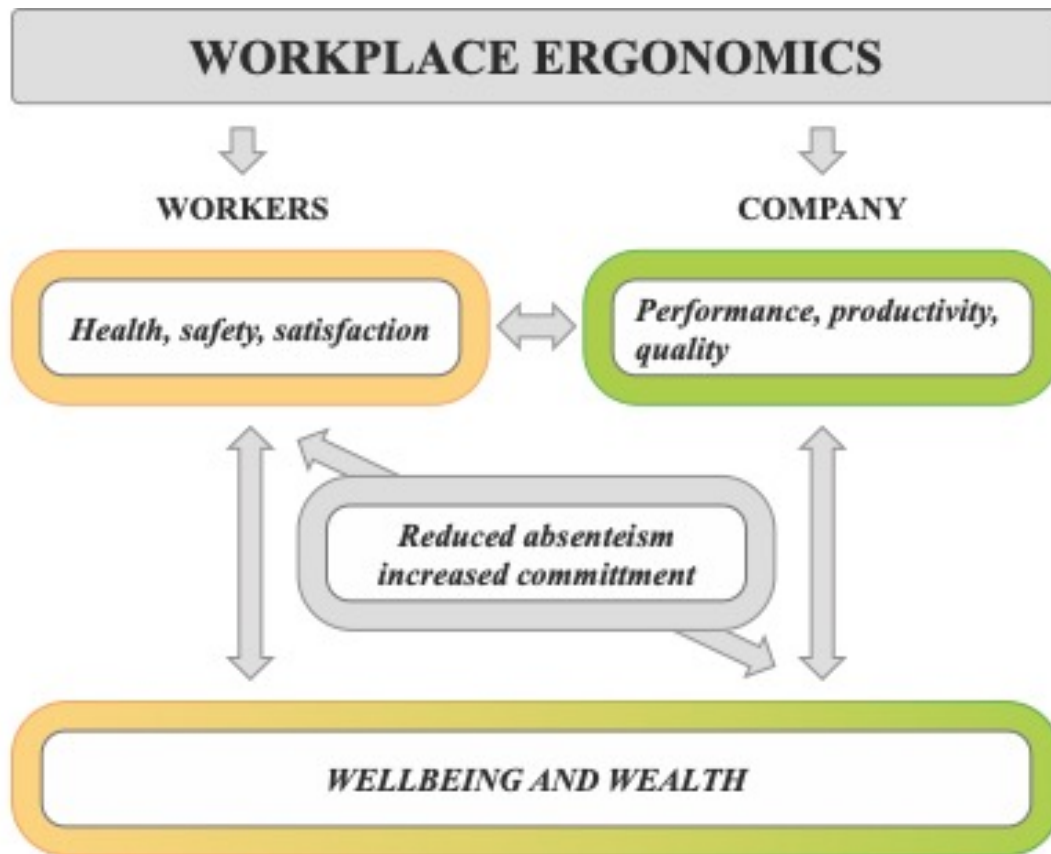 WORKPLACE ERGONOMICS
WORKERS
COMPANY
Health, safety, satisfaction
Performance, productivity,
quality
Reduced absenteism
increased committment
WELLBEING AND WEALTH